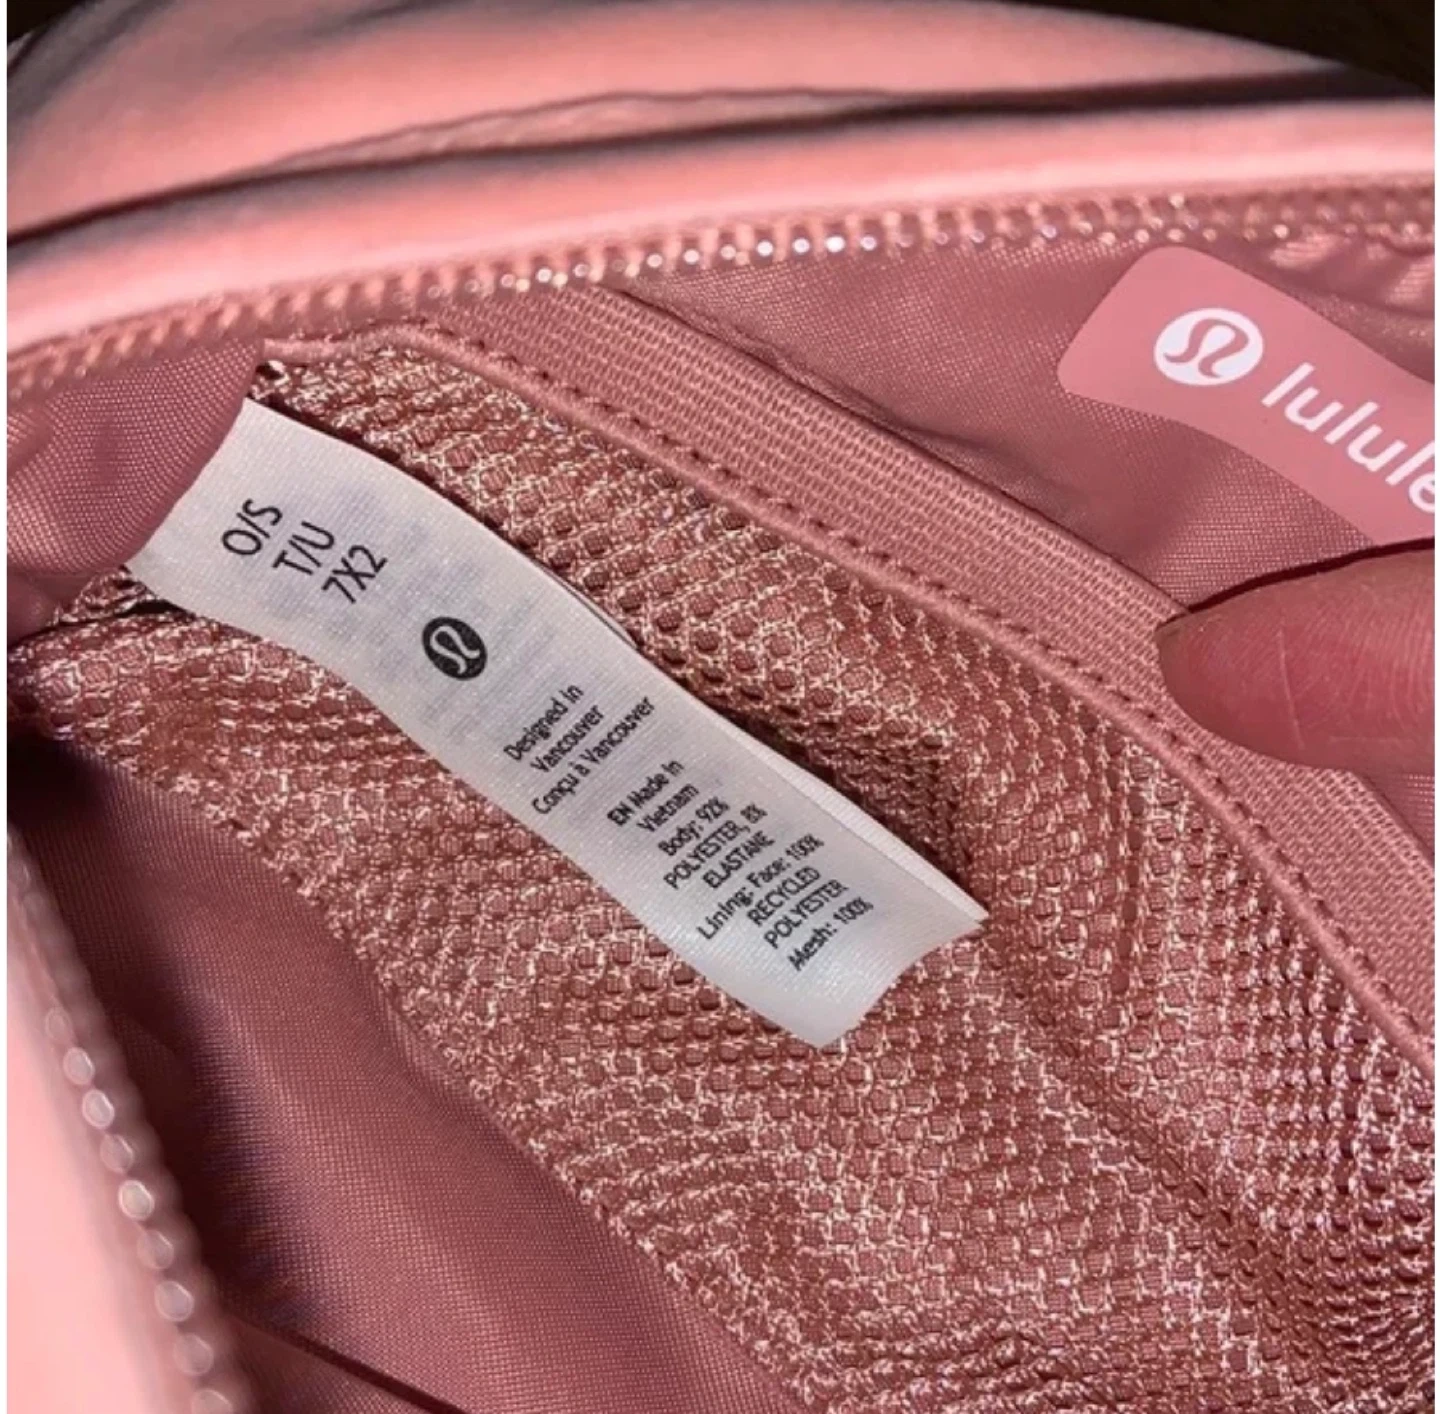 O/S
T/U
7X2
Designed in
Vancouver
Conçu à Vancouver
EN Made in
Vietnam
Body: 92%
POLYESTER, 8%
ELASTANE
Lining: Face: 100%
RECYCLED
POLYESTER
Mesh: 100%
lulule